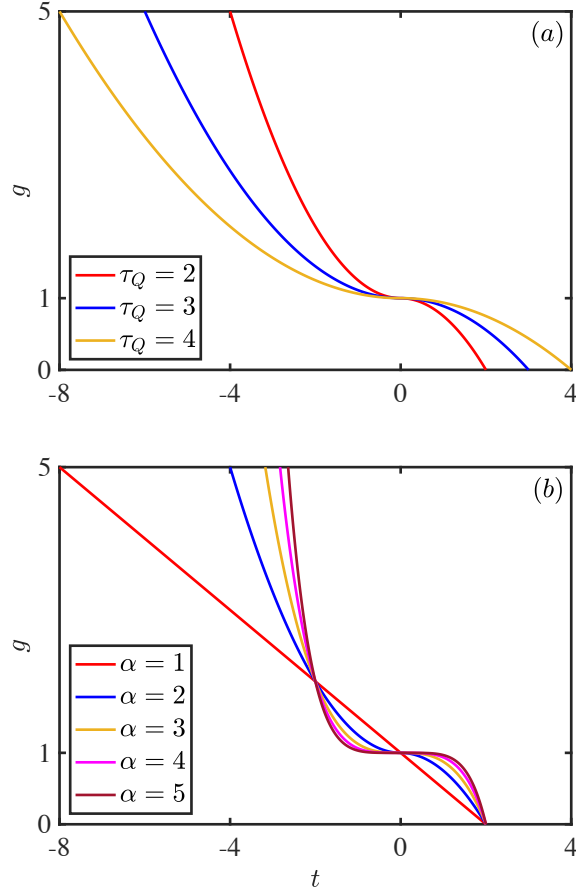 5
(a)
g
τ_Q = 2
τ_Q = 3
τ_Q = 4
1
0
-8
-4
0
4
5
(b)
g
α = 1
α = 2
α = 3
α = 4
α = 5
1
0
-8
-4
0
4
t